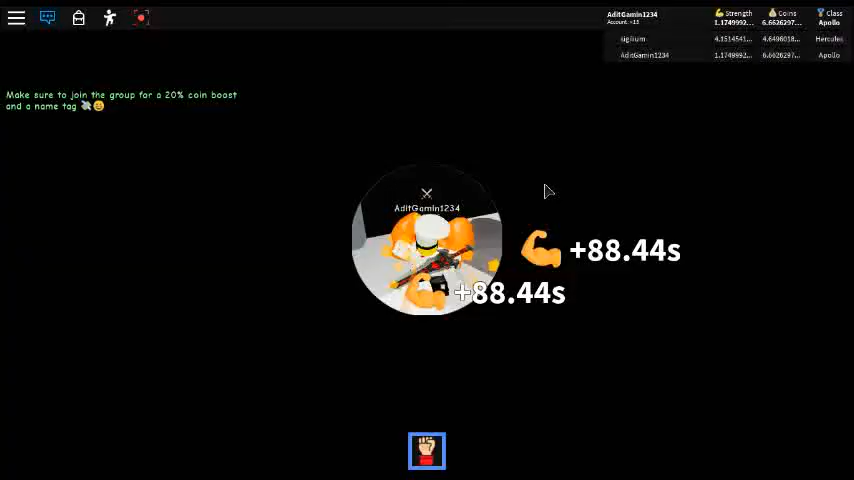 AditGamin1234
Account: <13
Strength
1.1749992...
Coins
6.6626297...
Class
Apollo
4.1514541...
4.6496018...
Hercules
AditGamin1234
1.1749992...
6.6626297...
Apollo
Make sure to join the group for a 20% coin boost
and a name tag
AditGamin1234
+88.44s
+88.44s